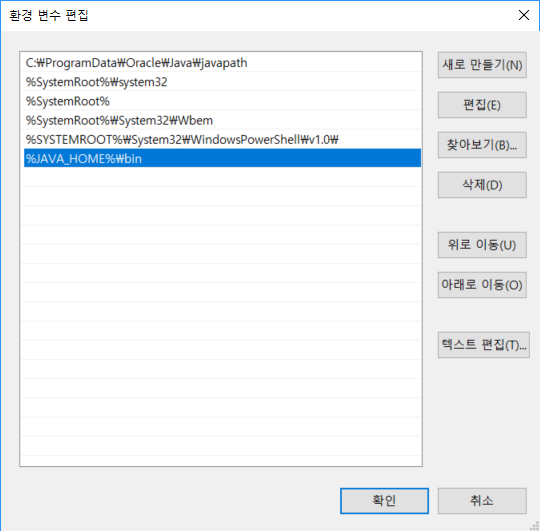 환경 변수 편집
C:₩ProgramData₩Oracle₩Java₩javapath
%SystemRoot%₩system32
%SystemRoot%
%SystemRoot%₩System32₩Wbem
%SYSTEMROOT%₩System32₩WindowsPowerShell₩v1.0₩
%JAVA_HOME%₩bin
새로 만들기(N)
편집(E)
찾아보기(B)...
삭제(D)
위로 이동(U)
아래로 이동(O)
텍스트 편집(T)...
확인
취소